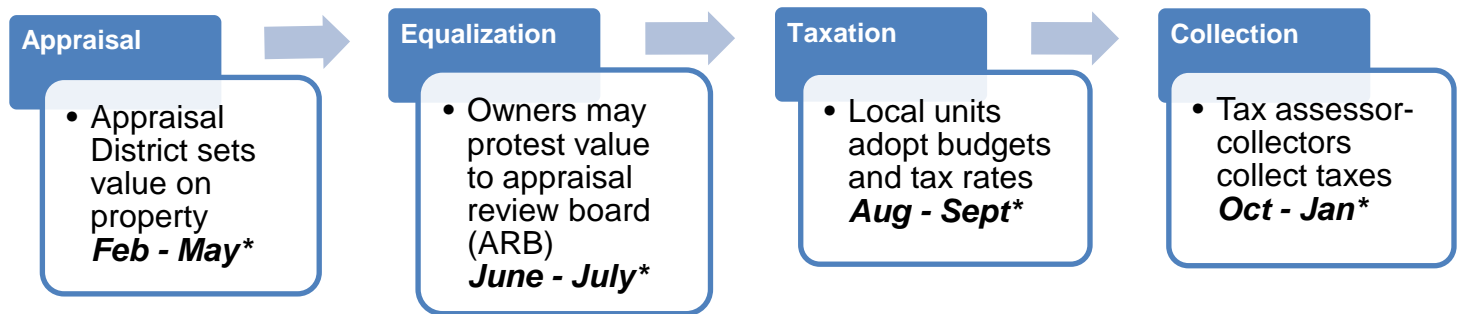 Appraisal
• Appraisal
District sets
value on
property
Feb - May*
Equalization
• Owners may
protest value
to appraisal
review board
(ARB)
June - July*
Taxation
• Local units
adopt budgets
and tax rates
Aug - Sept*
Collection
• Tax assessor-
collectors
collect taxes
Oct - Jan*